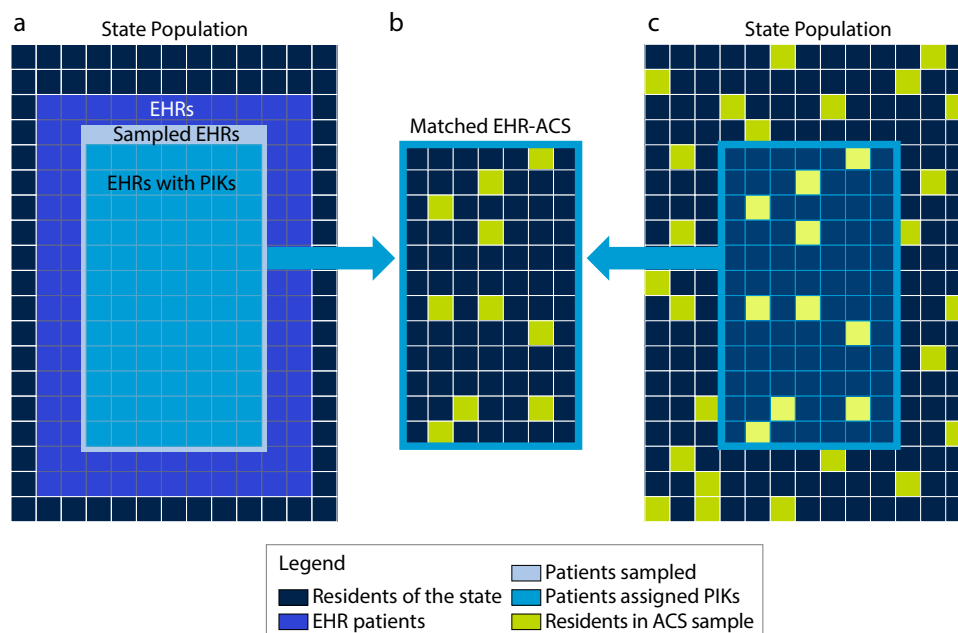 a
State Population
EHRs
Sampled EHRs
EHRs with PIKs
b
Matched EHR-ACS
c
State Population
Legend
Residents of the state
EHR patients
Patients sampled
Patients assigned PIKs
Residents in ACS sample